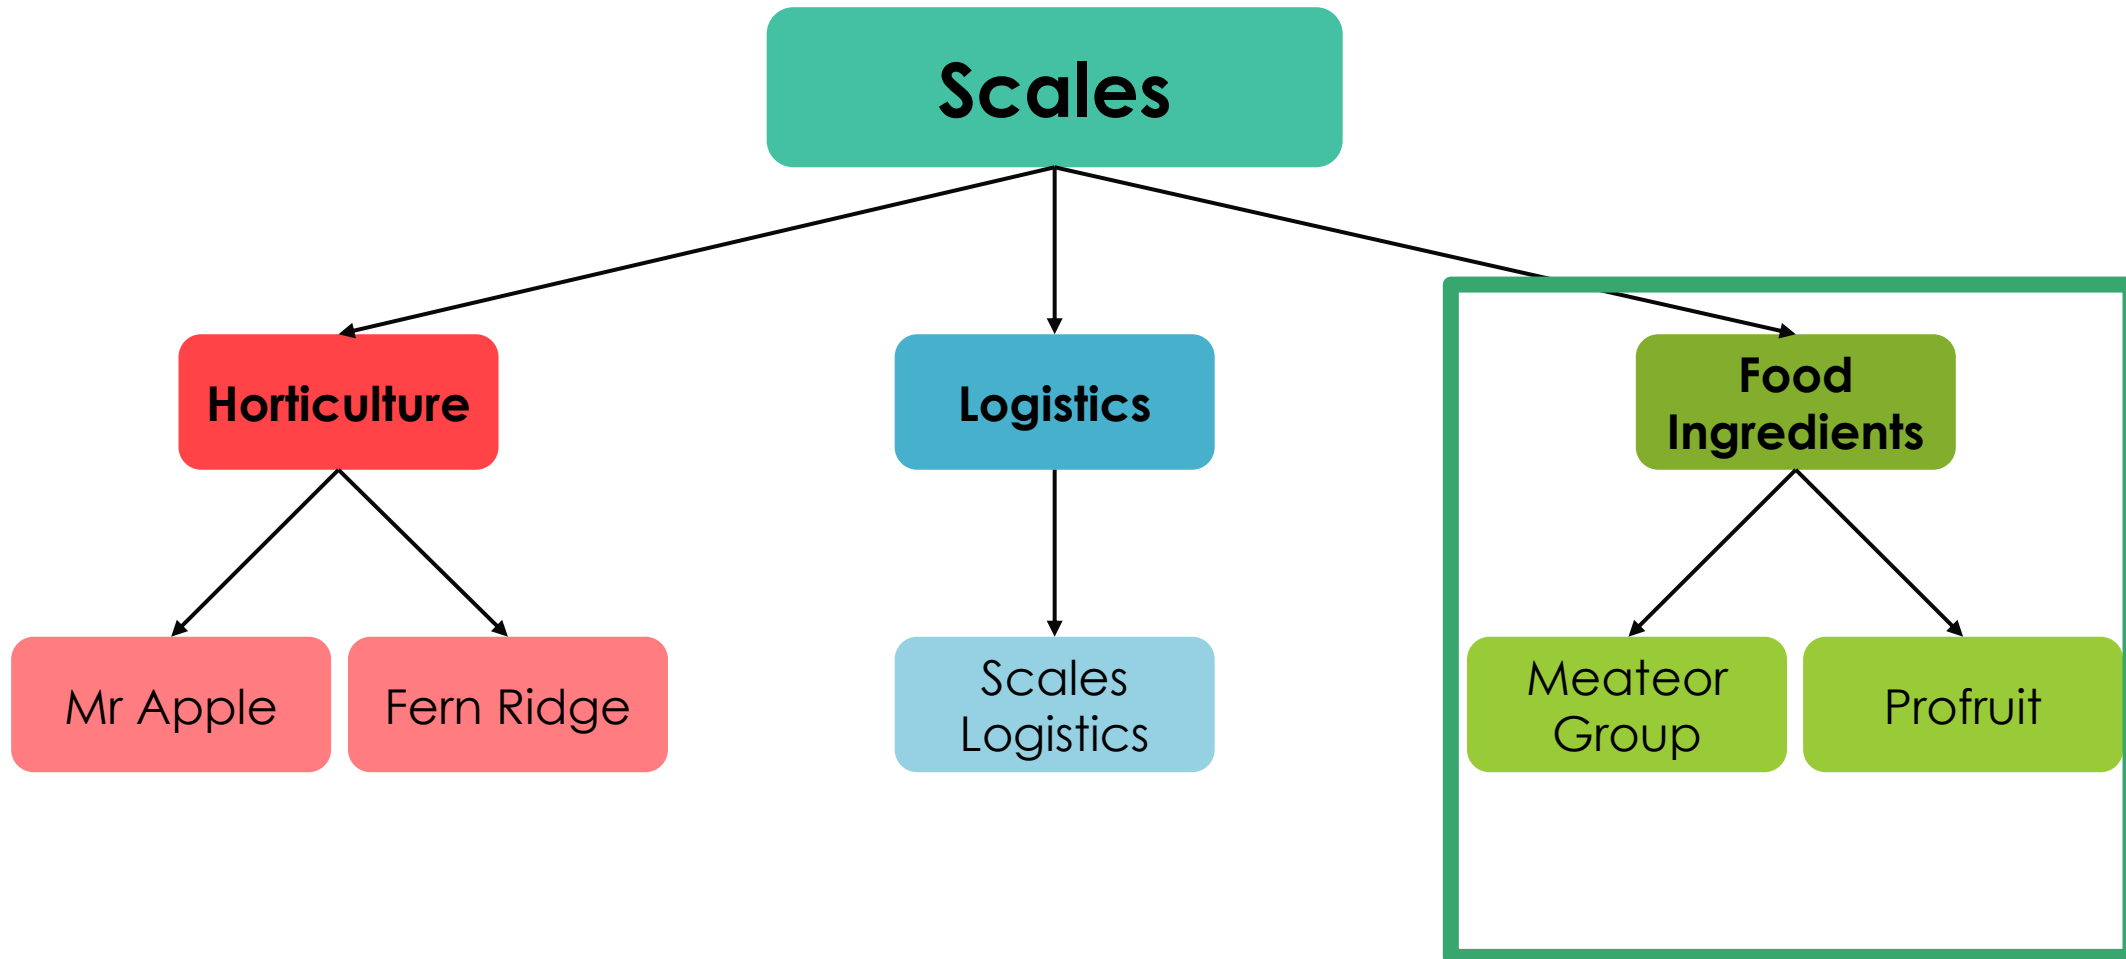 Scales
Horticulture
Logistics
Food
Ingredients
Mr Apple
Fern Ridge
Scales
Logistics
Meateor
Group
Profruit